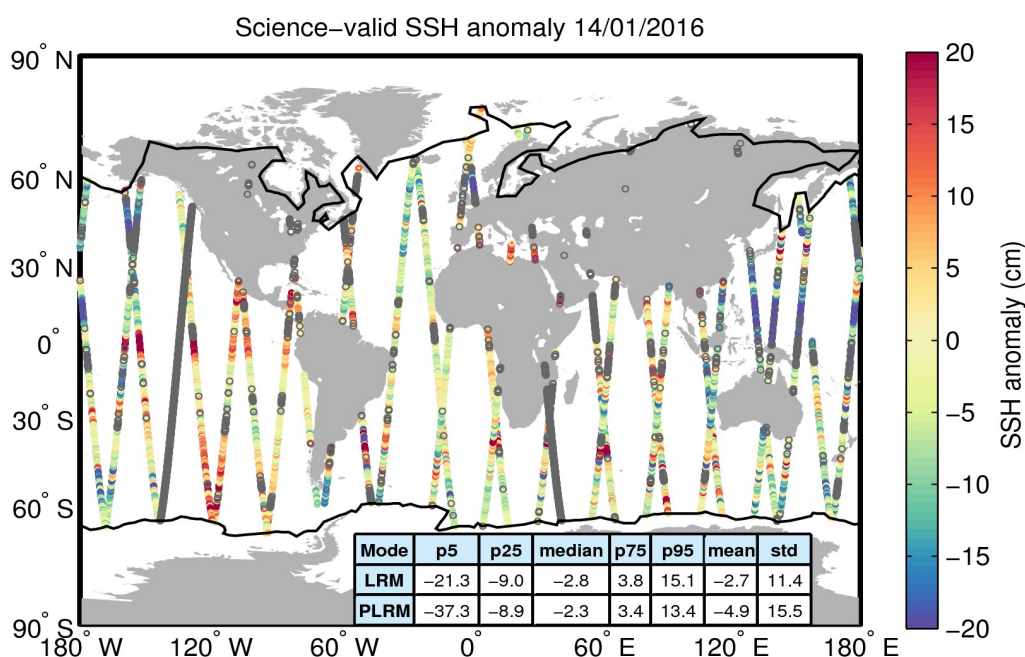 Science−valid SSH anomaly 14/01/2016
90° N
60° N
30° N
0°
30° S
60° S
90° S
180° W
120° W
60° W
0°
60° E
120° E
180° E
Mode p5 p25 median p75 p95 mean std
LRM −21.3 −9.0 −2.8 3.8 15.1 −2.7 11.4
PLRM −37.3 −8.9 −2.3 3.4 13.4 −4.9 15.5
20
15
10
5
0
−5
−10
−15
−20
SSH anomaly (cm)